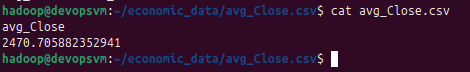 hadoop@devopsvm:~/economic_data/avg_Close.csv$ cat avg_Close.csv
avg_Close
2470.705882352941
hadoop@devopsvm:~/economic_data/avg_Close.csv$